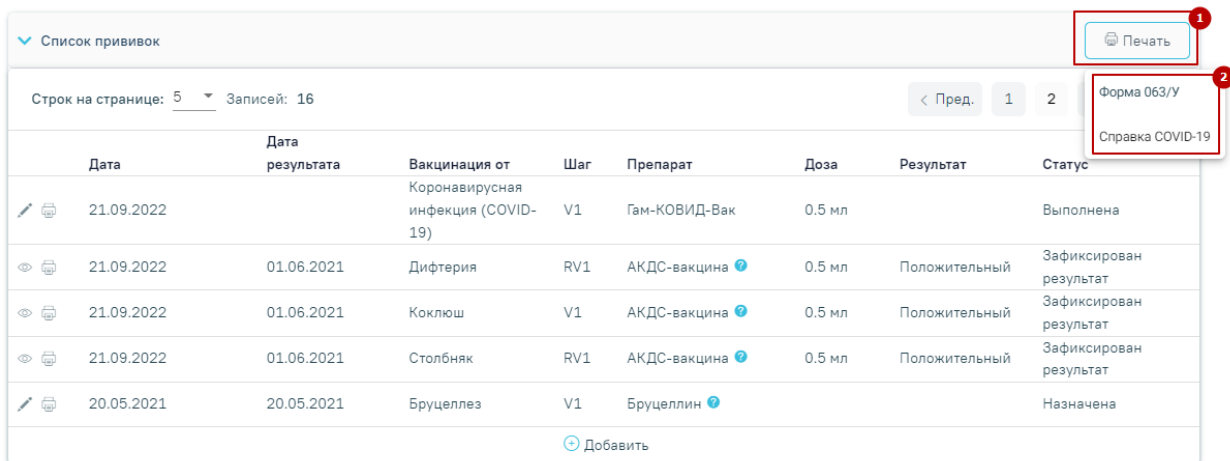 Список прививок
Печать
1
2
Форма 063/У
Справка COVID-19
Строк на странице: 5 Записей: 16
< Пред. 1 2
Дата Дата результата Вакцинация от Шаг Препарат Доза Результат Статус
21.09.2022 Коронавирусная инфекция (COVID-19) V1 Гам-КОВИД-Вак 0.5 мл Выполнена
21.09.2022 01.06.2021 Дифтерия RV1 АКДС-вакцина ? 0.5 мл Положительный Зафиксирован результат
21.09.2022 01.06.2021 Коклюш V1 АКДС-вакцина ? 0.5 мл Положительный Зафиксирован результат
21.09.2022 01.06.2021 Столбняк RV1 АКДС-вакцина ? 0.5 мл Положительный Зафиксирован результат
20.05.2021 20.05.2021 Бруцеллез V1 Бруцеллин ? Назначена
Добавить